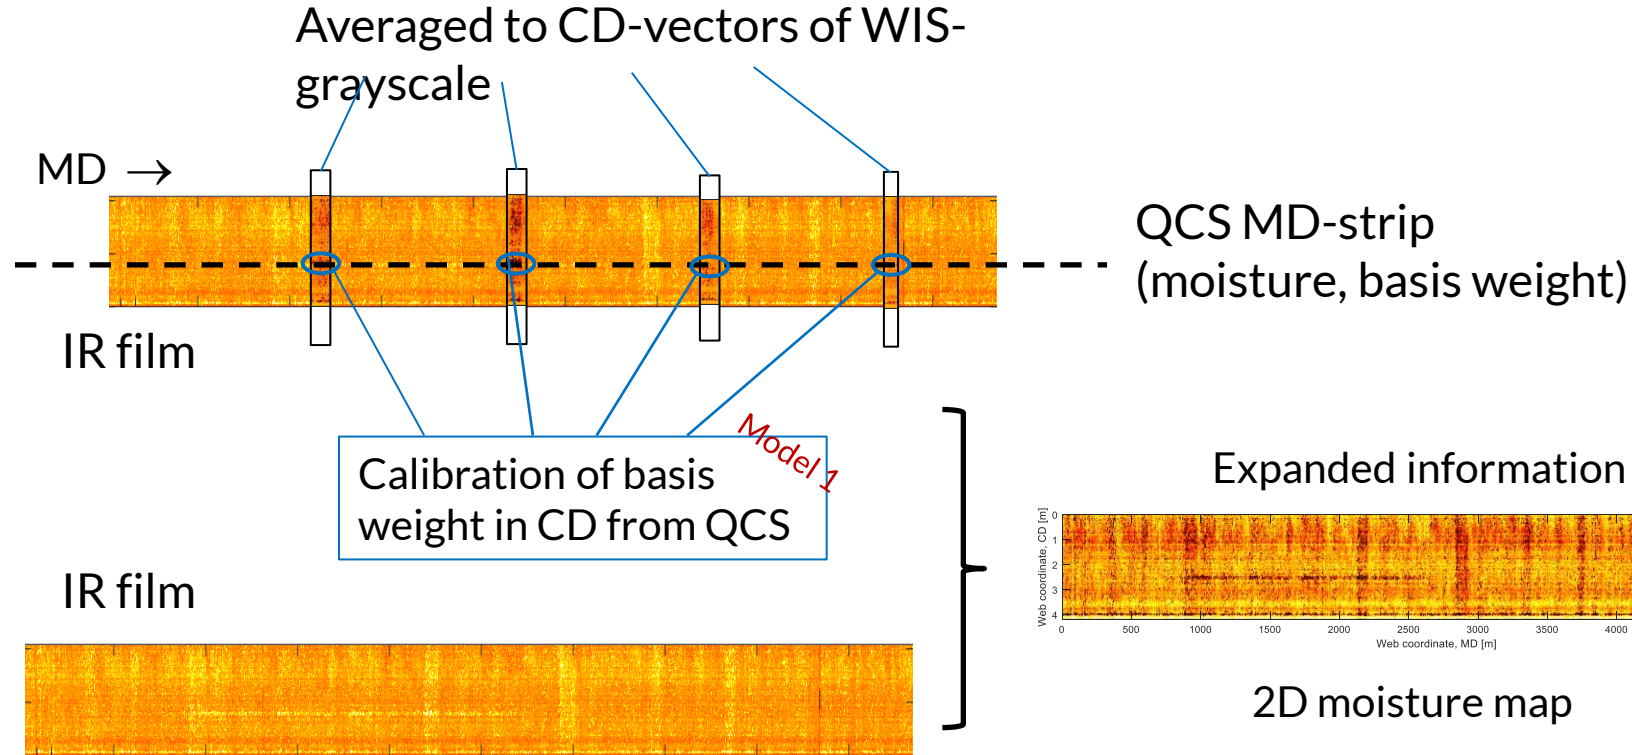 Averaged to CD-vectors of WIS-
grayscale
MD →
QCS MD-strip
(moisture, basis weight)
IR film
Model 1
Calibration of basis
weight in CD from QCS
Expanded information
Web coordinate, CD [m]
0
1
2
3
4
0 500 1000 1500 2000 2500 3000 3500 4000
Web coordinate, MD [m]
IR film
2D moisture map